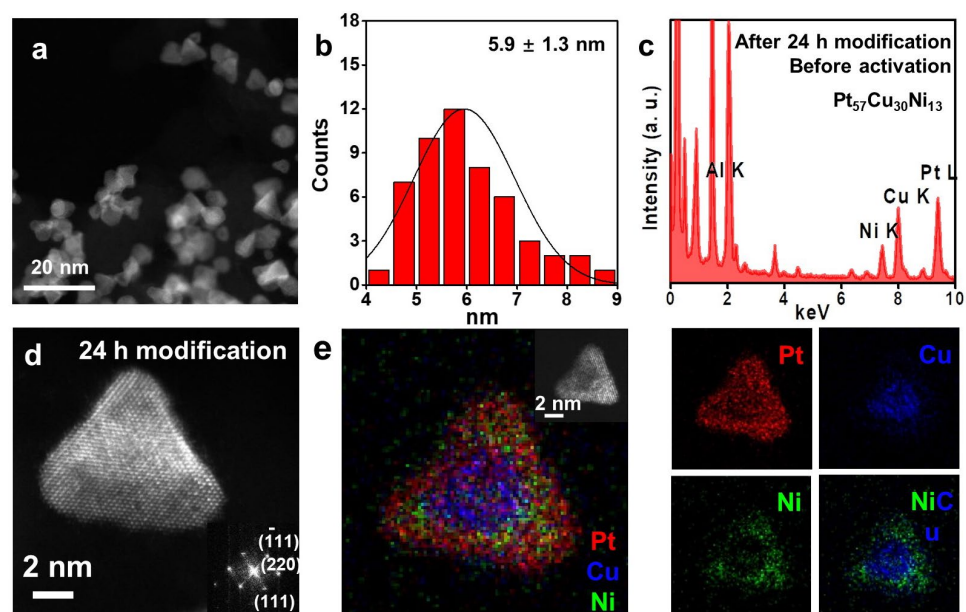 a
20 nm
b
5.9 ± 1.3 nm
18
15
12
9
6
3
0
Counts
4 5 6 7 8 9
nm
c
After 24 h modification
Before activation
Pt57Cu30Ni13
Intensity (a. u.)
Al K
Ni K
Cu K
Pt L
0 2 4 6 8 10
keV
d
24 h modification
2 nm
(1̄11)
(220)
(111)
e
2 nm
Pt
Cu
Ni
Pt
Cu
Ni
NiC
u